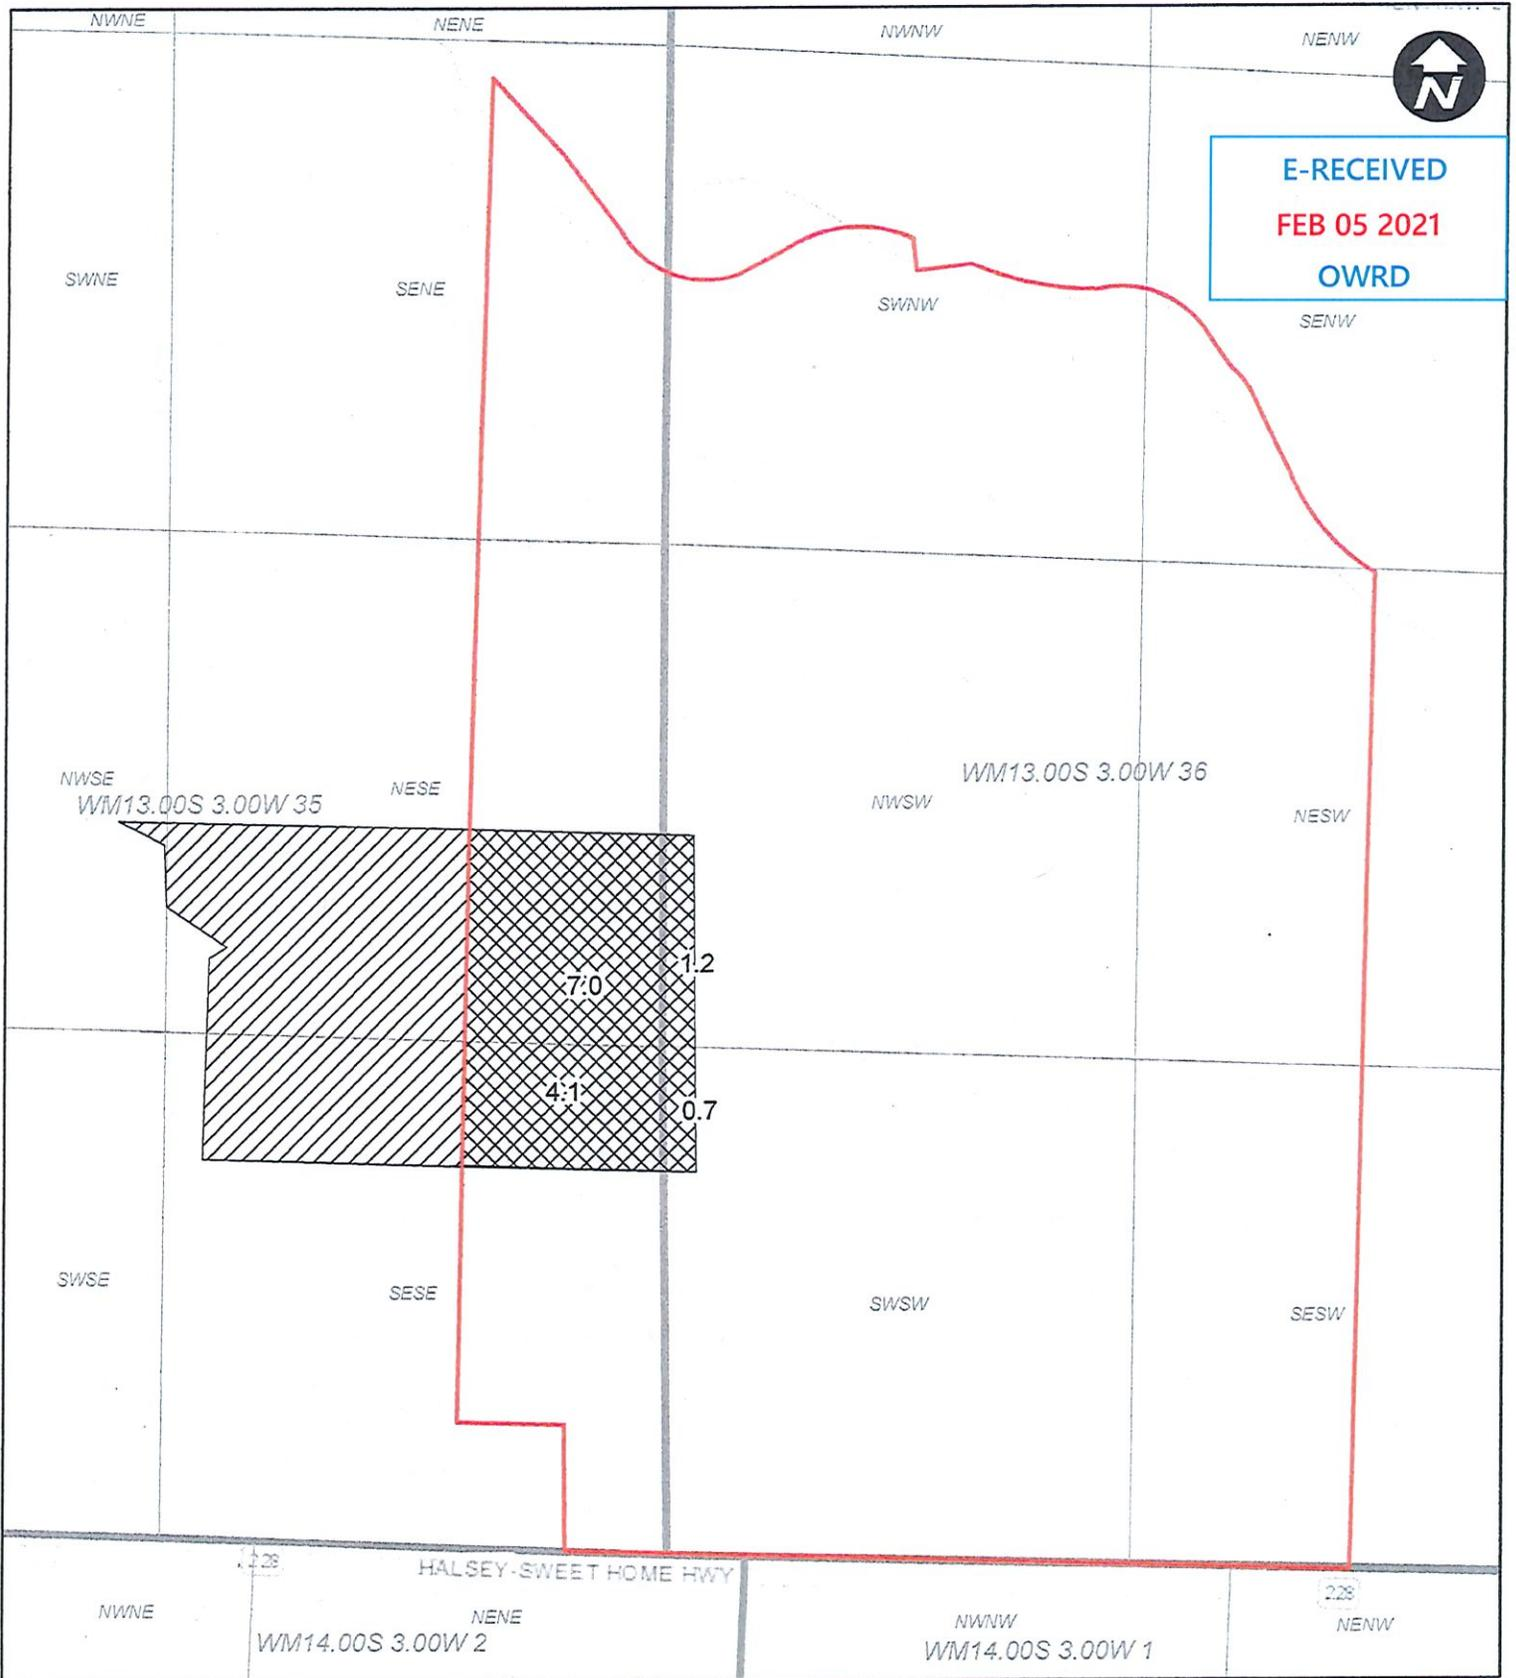 NWNE
NENE
NWNW
NENW
N
E-RECEIVED
FEB 05 2021
OWRD
SWNE
SENE
SWNW
SENW
NWSE
WM13.00S 3.00W 35
NESE
WM13.00S 3.00W 36
NWSW
NESW
7.0
1.2
4.1
0.7
SWSE
SESE
SWSW
SESW
228
HALSEY-SWEET HOME HWY
228
NWNE
NENE
NWNW
NENW
WM14.00S 3.00W 2
WM14.00S 3.00W 1